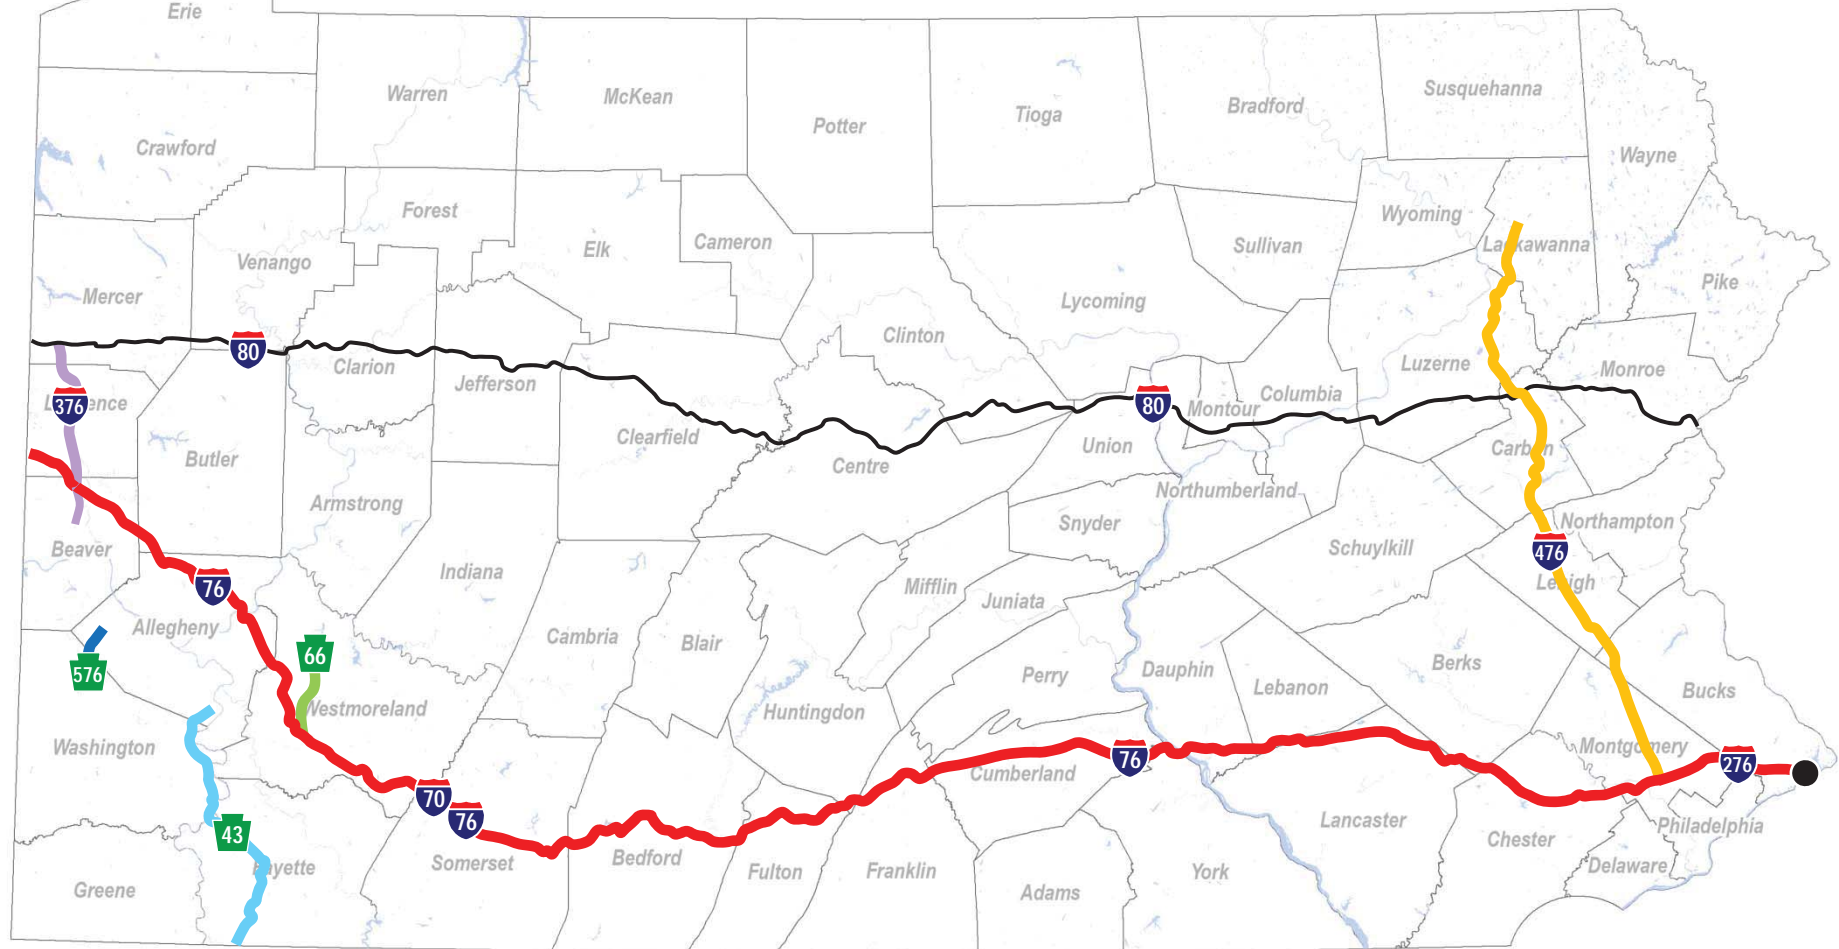 Erie
Warren
McKean
Potter
Tioga
Bradford
Susquehanna
Crawford
Wayne
Forest
Wyoming
Venango
Elk
Cameron
Sullivan
Lackawanna
Mercer
Lycoming
Pike
Clinton
80
Clarion
Jefferson
Luzerne
Monroe
376
Lawrence
80
Montour
Columbia
Butler
Clearfield
Centre
Union
Carbon
Armstrong
Northumberland
Snyder
Northampton
Beaver
Schuylkill
476
Indiana
Mifflin
Juniata
Lehigh
76
Allegheny
Cambria
Blair
66
576
Perry
Dauphin
Lebanon
Berks
Bucks
Westmoreland
Huntingdon
Washington
Cumberland
76
Montgomery
276
70
76
43
Lancaster
Chester
Philadelphia
Fayette
Somerset
Bedford
Fulton
Franklin
York
Delaware
Greene
Adams